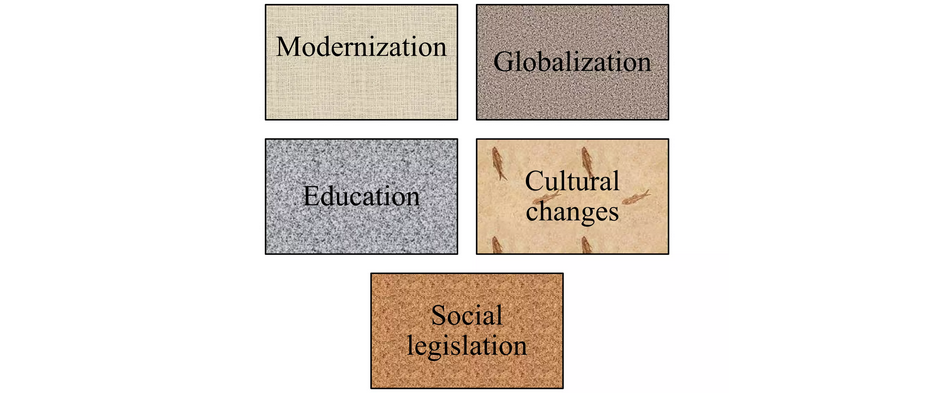 Modernization
Globalization
Education
Cultural
changes
Social
legislation